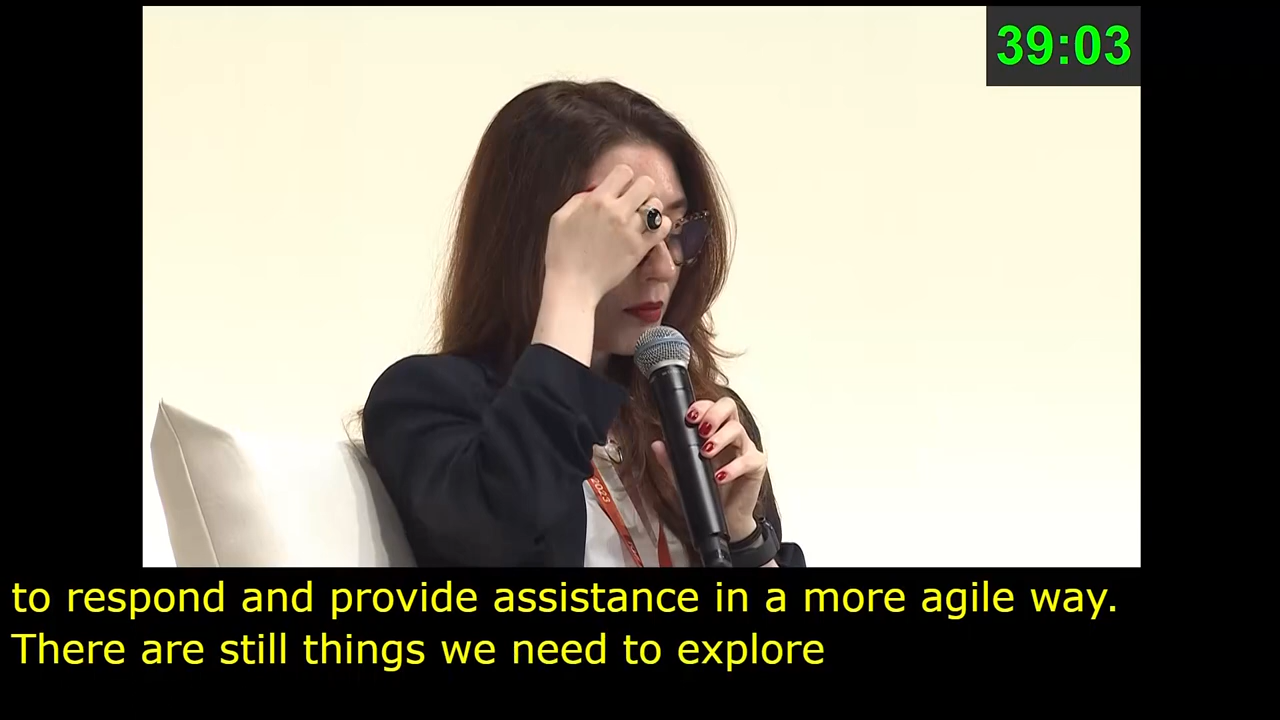 39:03
2023
to respond and provide assistance in a more agile way.
There are still things we need to explore